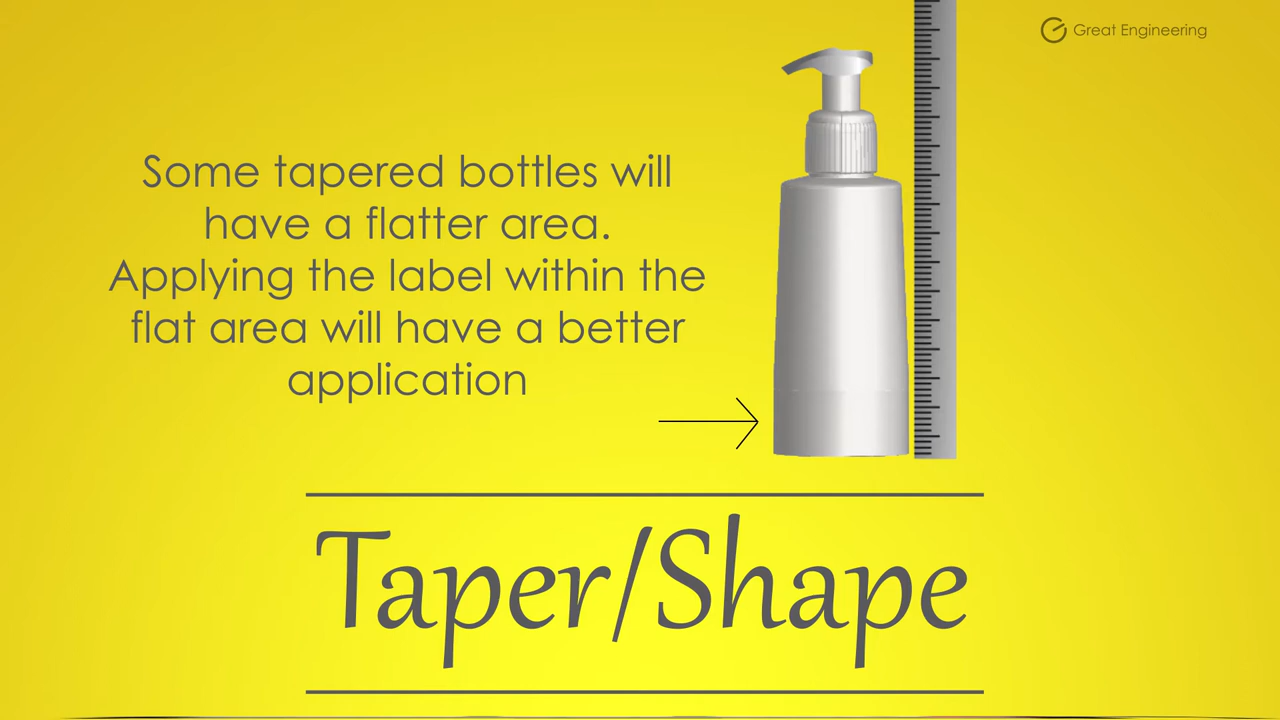 Great Engineering
Some tapered bottles will
have a flatter area.
Applying the label within the
flat area will have a better
application
Taper/Shape